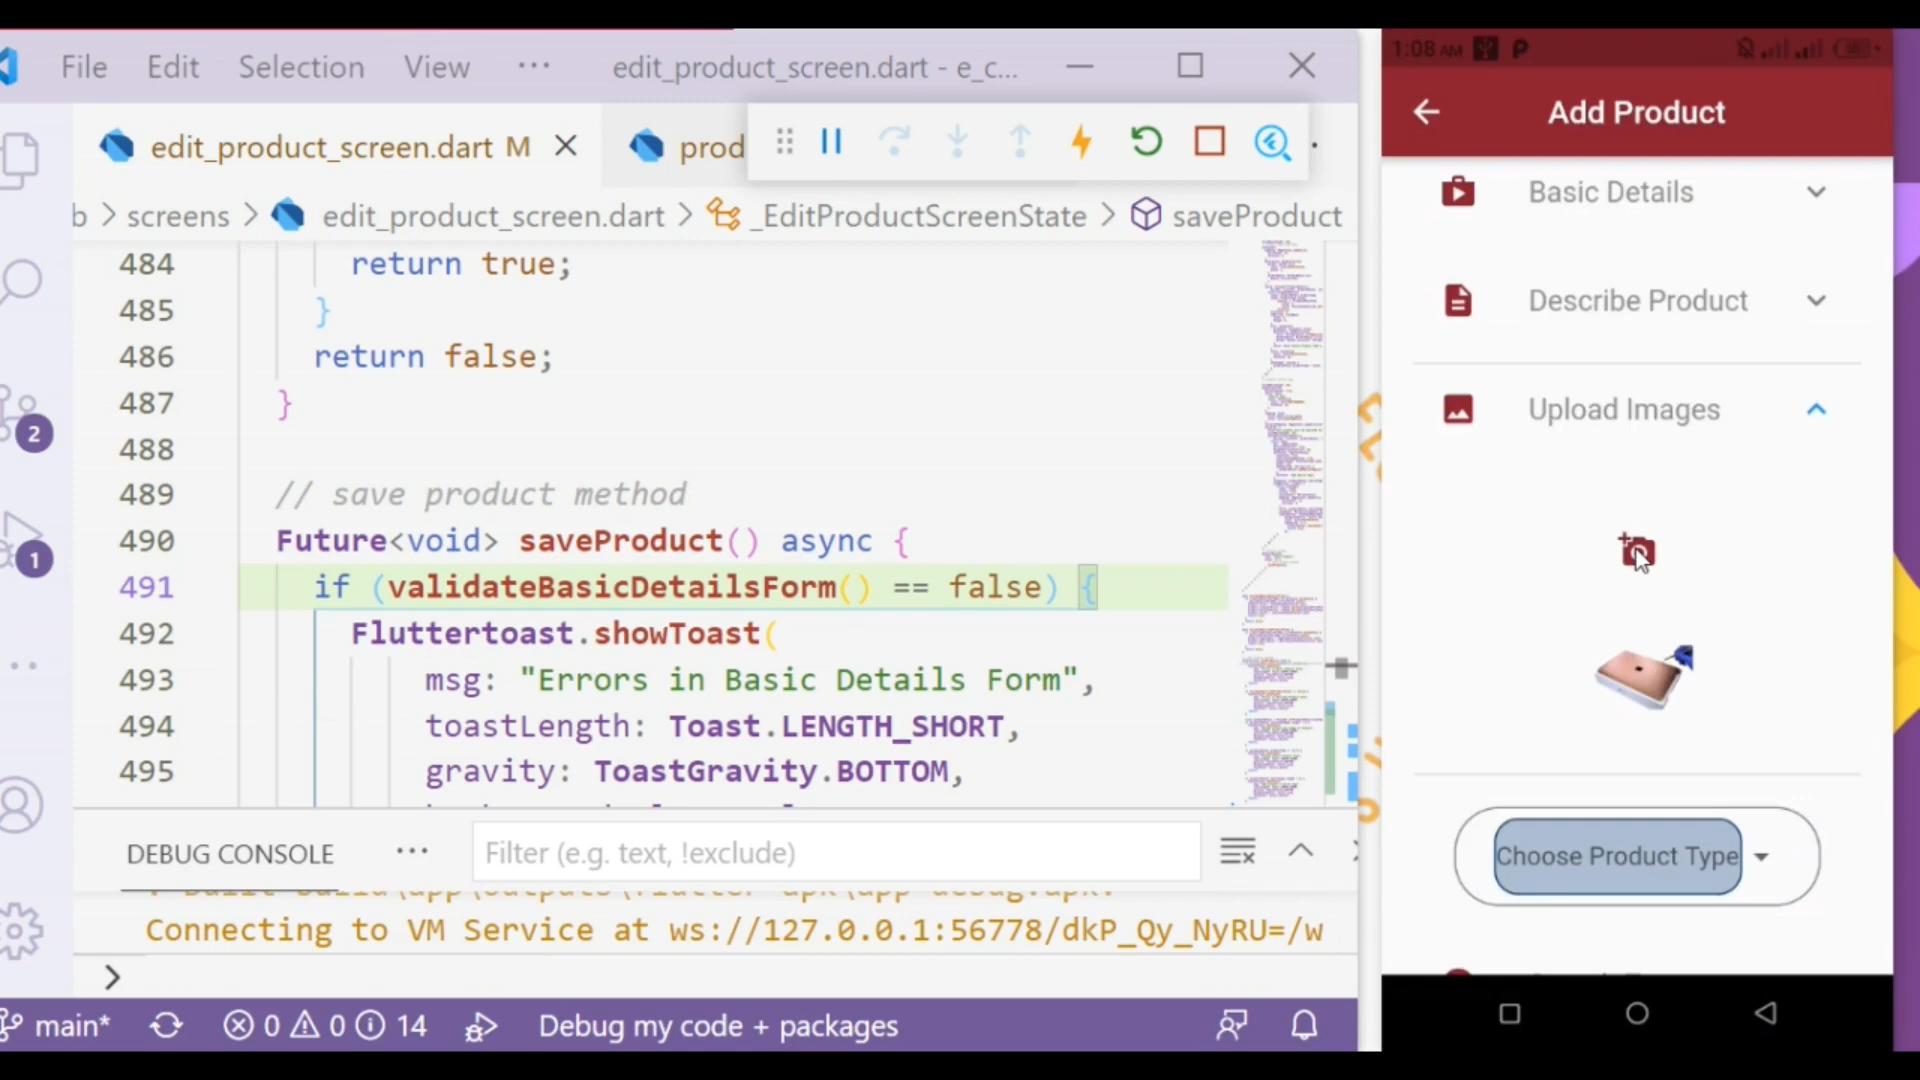 File Edit Selection View ··· edit_product_screen.dart - e_c...
edit_product_screen.dart M prod
b > screens > edit_product_screen.dart > _EditProductScreenState > saveProduct
484 return true;
485 }
486 return false;
487 }
488
489 // save product method
490 Future<void> saveProduct() async {
491 if (validateBasicDetailsForm() == false) {
492 Fluttertoast.showToast(
493 msg: "Errors in Basic Details Form",
494 toastLength: Toast.LENGTH_SHORT,
495 gravity: ToastGravity.BOTTOM,
2
1
DEBUG CONSOLE ··· Filter (e.g. text, !exclude)
Connecting to VM Service at ws://127.0.0.1:56778/dkP_Qy_NyRU=/w
>
main* 0 0 14 Debug my code + packages
1:08 AM
Add Product
Basic Details
Describe Product
Upload Images
Choose Product Type